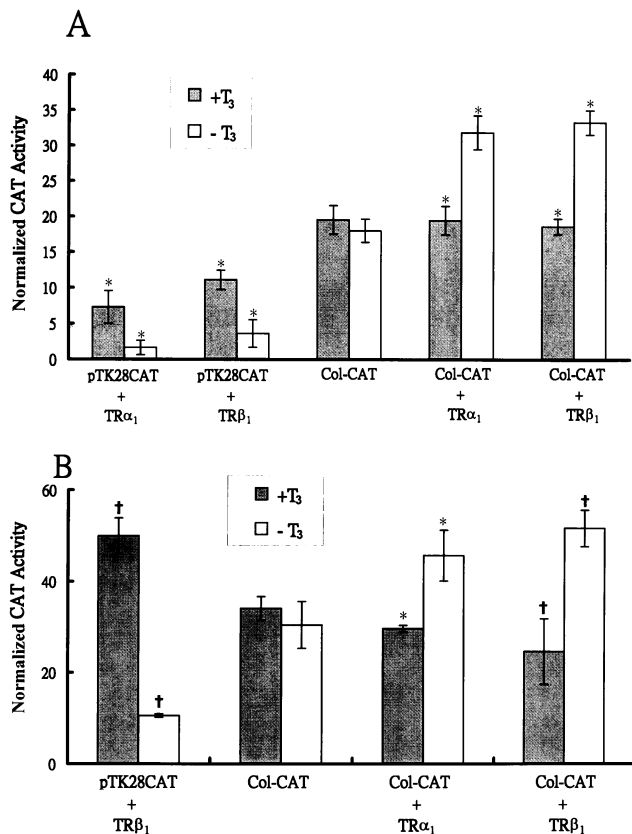 A
Normalized CAT Activity
40
35
30
25
20
15
10
5
0
+T₃
- T₃
* * * * * * * *
pTK28CAT + TRα₁
pTK28CAT + TRβ₁
Col-CAT
Col-CAT + TRα₁
Col-CAT + TRβ₁
B
Normalized CAT Activity
60
40
20
0
+T₃
- T₃
† † * * † †
pTK28CAT + TRβ₁
Col-CAT
Col-CAT + TRα₁
Col-CAT + TRβ₁